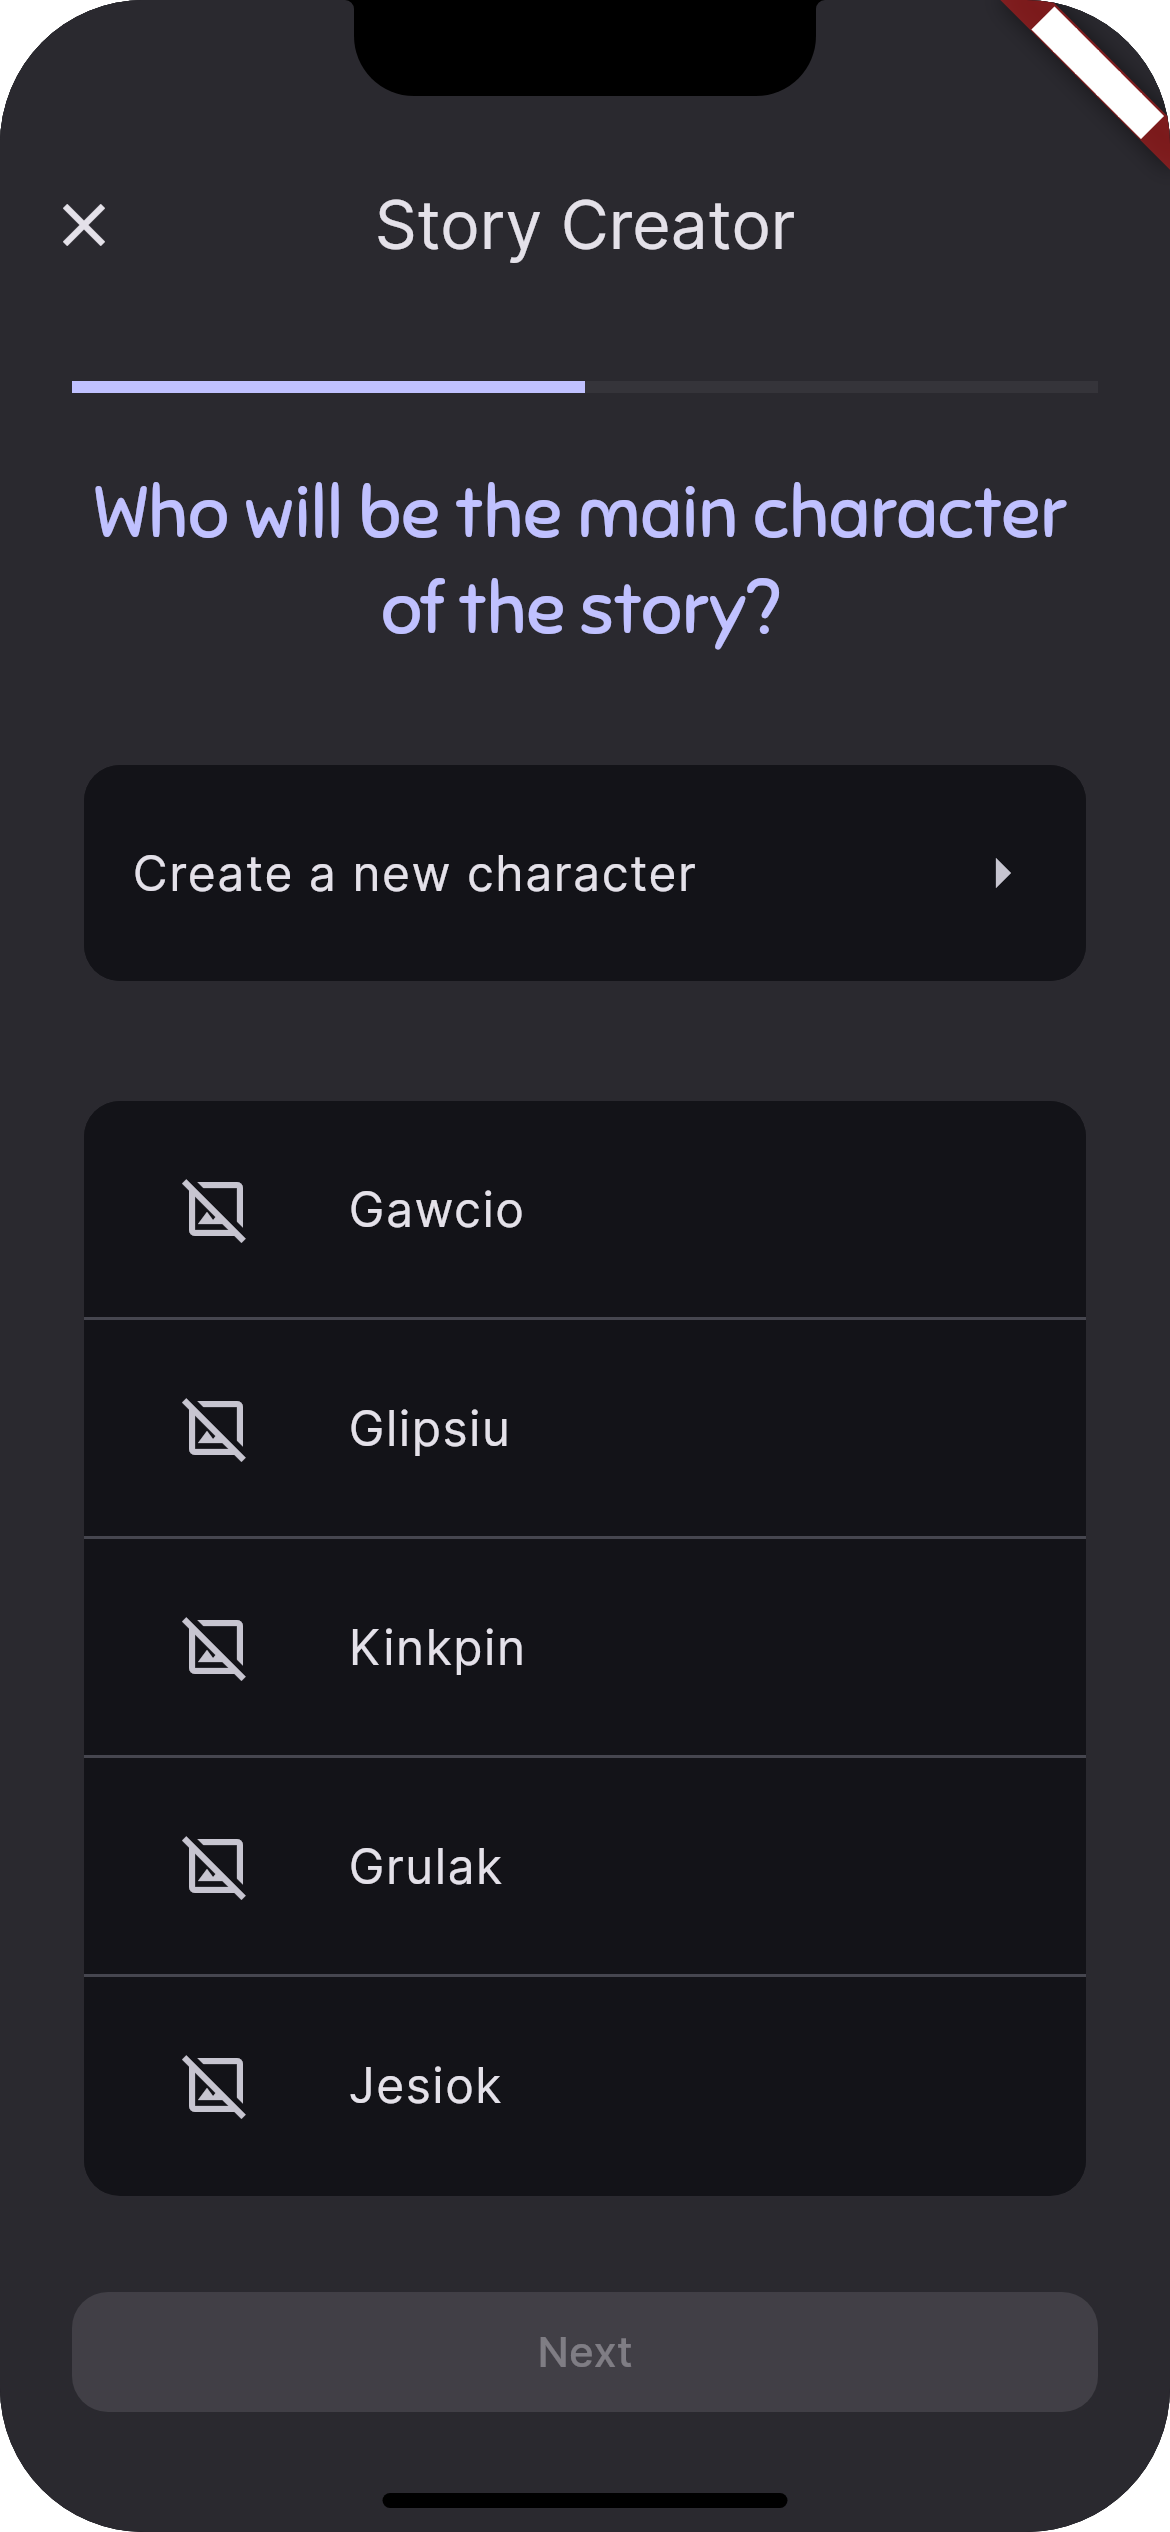 Story Creator
Who will be the main character
of the story?
Create a new character
Gawcio
Glipsiu
Kinkpin
Grulak
Jesiok
Next